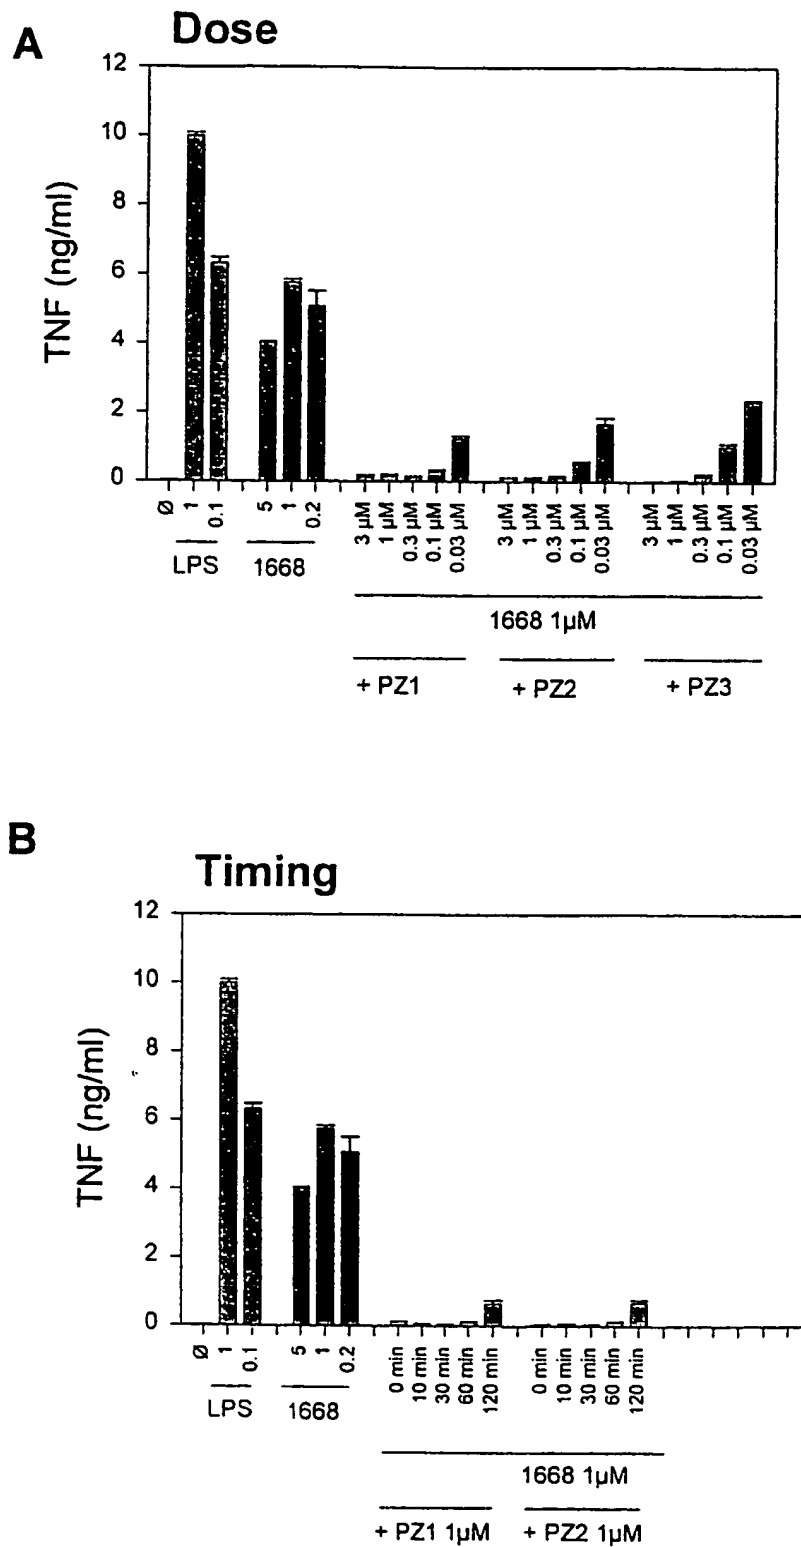 A
Dose
12
10
8
6
4
2
0
TNF (ng/ml)
Ø
1
0.1
5
1
0.2
3 µM
1 µM
0.3 µM
0.1 µM
0.03 µM
3 µM
1 µM
0.3 µM
0.1 µM
0.03 µM
3 µM
1 µM
0.3 µM
0.1 µM
0.03 µM
LPS
1668
1668 1µM
+ PZ1
+ PZ2
+ PZ3
B
Timing
12
10
8
6
4
2
0
TNF (ng/ml)
Ø
1
0.1
5
1
0.2
0 min
10 min
30 min
60 min
120 min
0 min
10 min
30 min
60 min
120 min
LPS
1668
1668 1µM
+ PZ1 1µM
+ PZ2 1µM